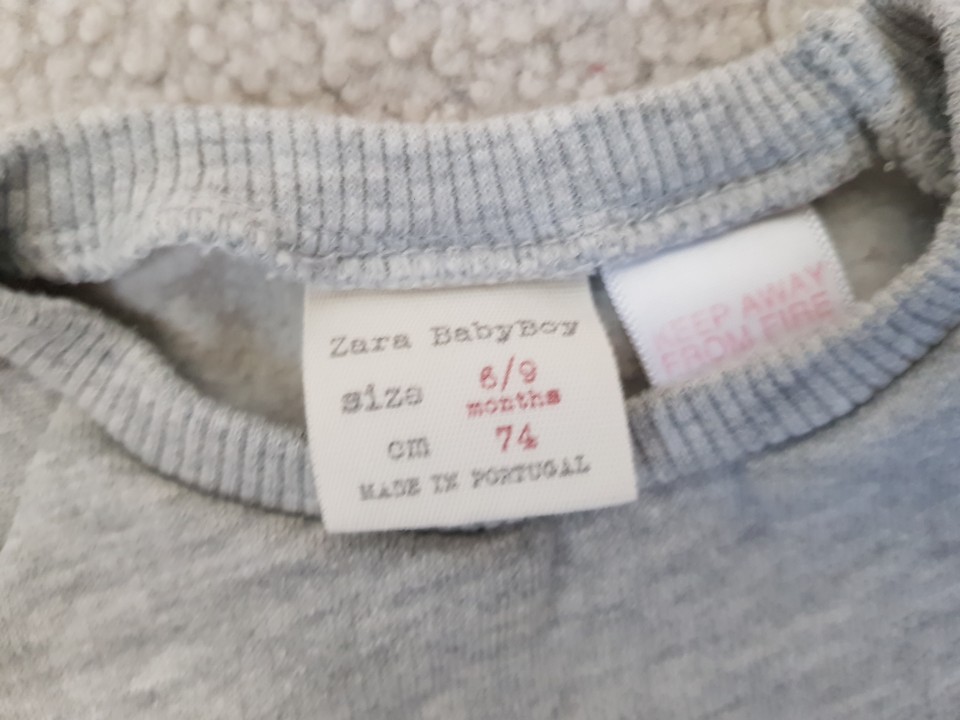 Zara BabyBoy
size 6/9
months
cm 74
MADE IN PORTUGAL
KEEP AWAY
FROM FIRE